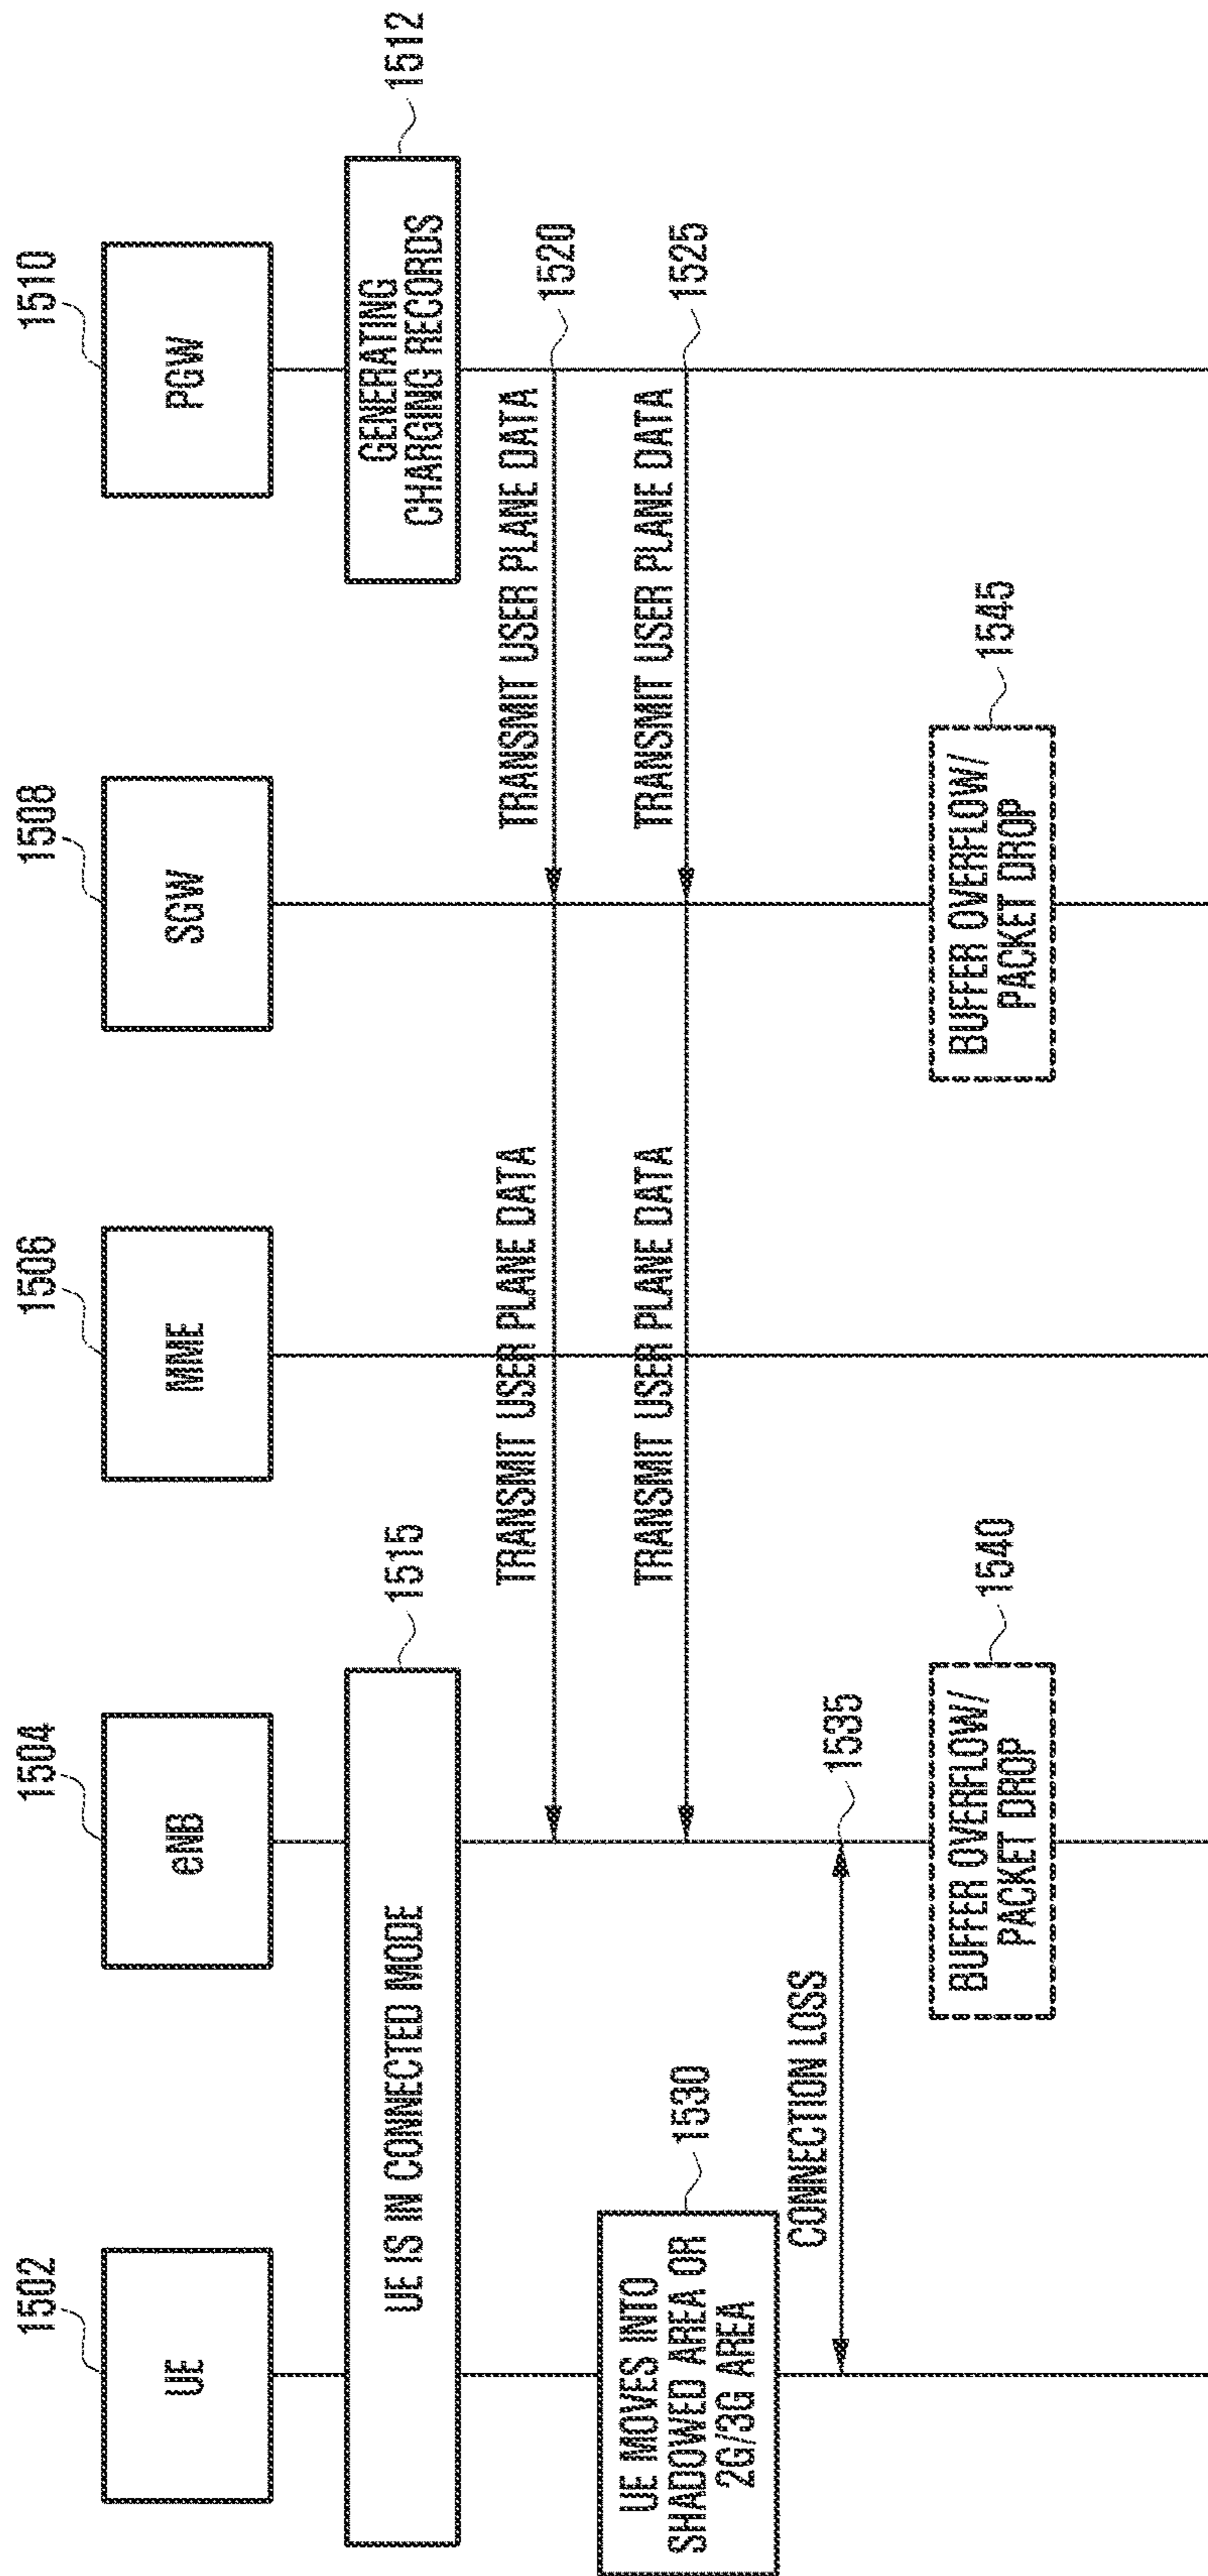 1502
1504
1506
1508
1510
UE
eNB
MME
SGW
PGW
1515
1512
UE IS IN CONNECTED MODE
GENERATING
CHARGING RECORDS
TRANSMIT USER PLANE DATA
TRANSMIT USER PLANE DATA
1520
TRANSMIT USER PLANE DATA
TRANSMIT USER PLANE DATA
1525
UE MOVES INTO
SHADOWED AREA OR
2G/3G AREA
1530
CONNECTION LOSS
1535
BUFFER OVERFLOW/
PACKET DROP
1540
BUFFER OVERFLOW/
PACKET DROP
1545